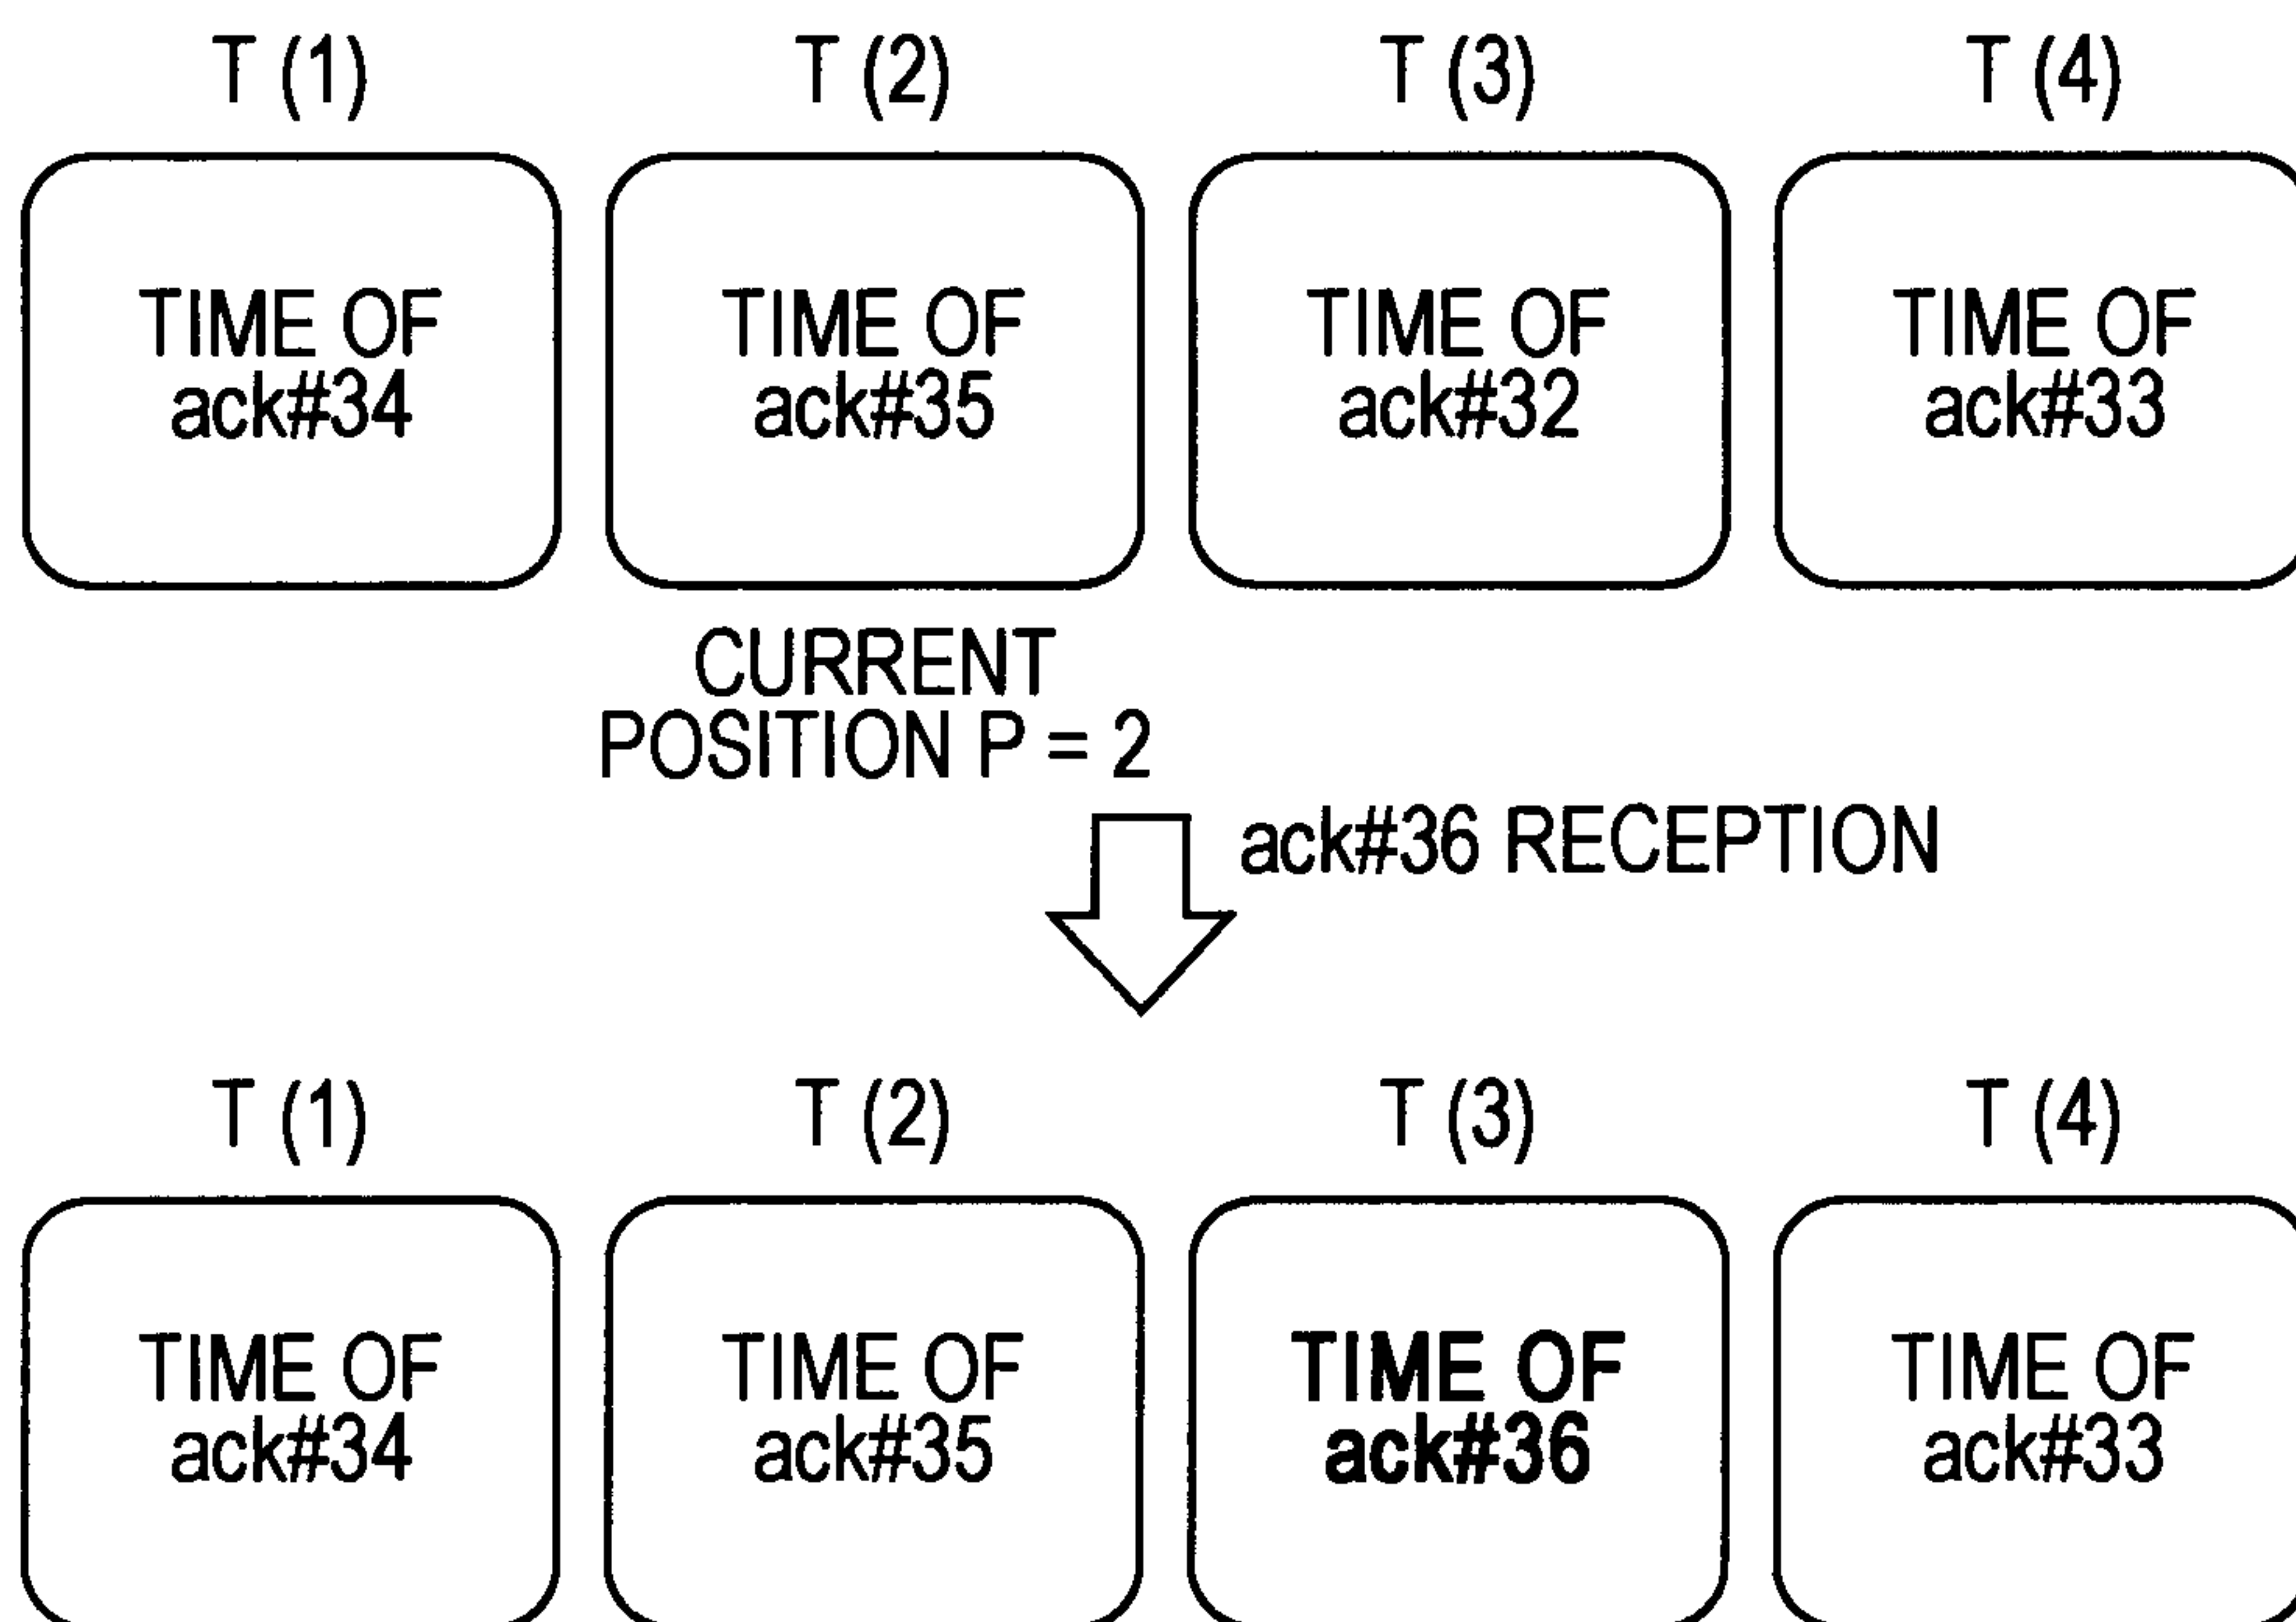 T (1) T (2) T (3) T (4)
TIME OF TIME OF TIME OF TIME OF
ack#34 ack#35 ack#32 ack#33
CURRENT
POSITION P = 2
ack#36 RECEPTION
T (1) T (2) T (3) T (4)
TIME OF TIME OF TIME OF TIME OF
ack#34 ack#35 ack#36 ack#33